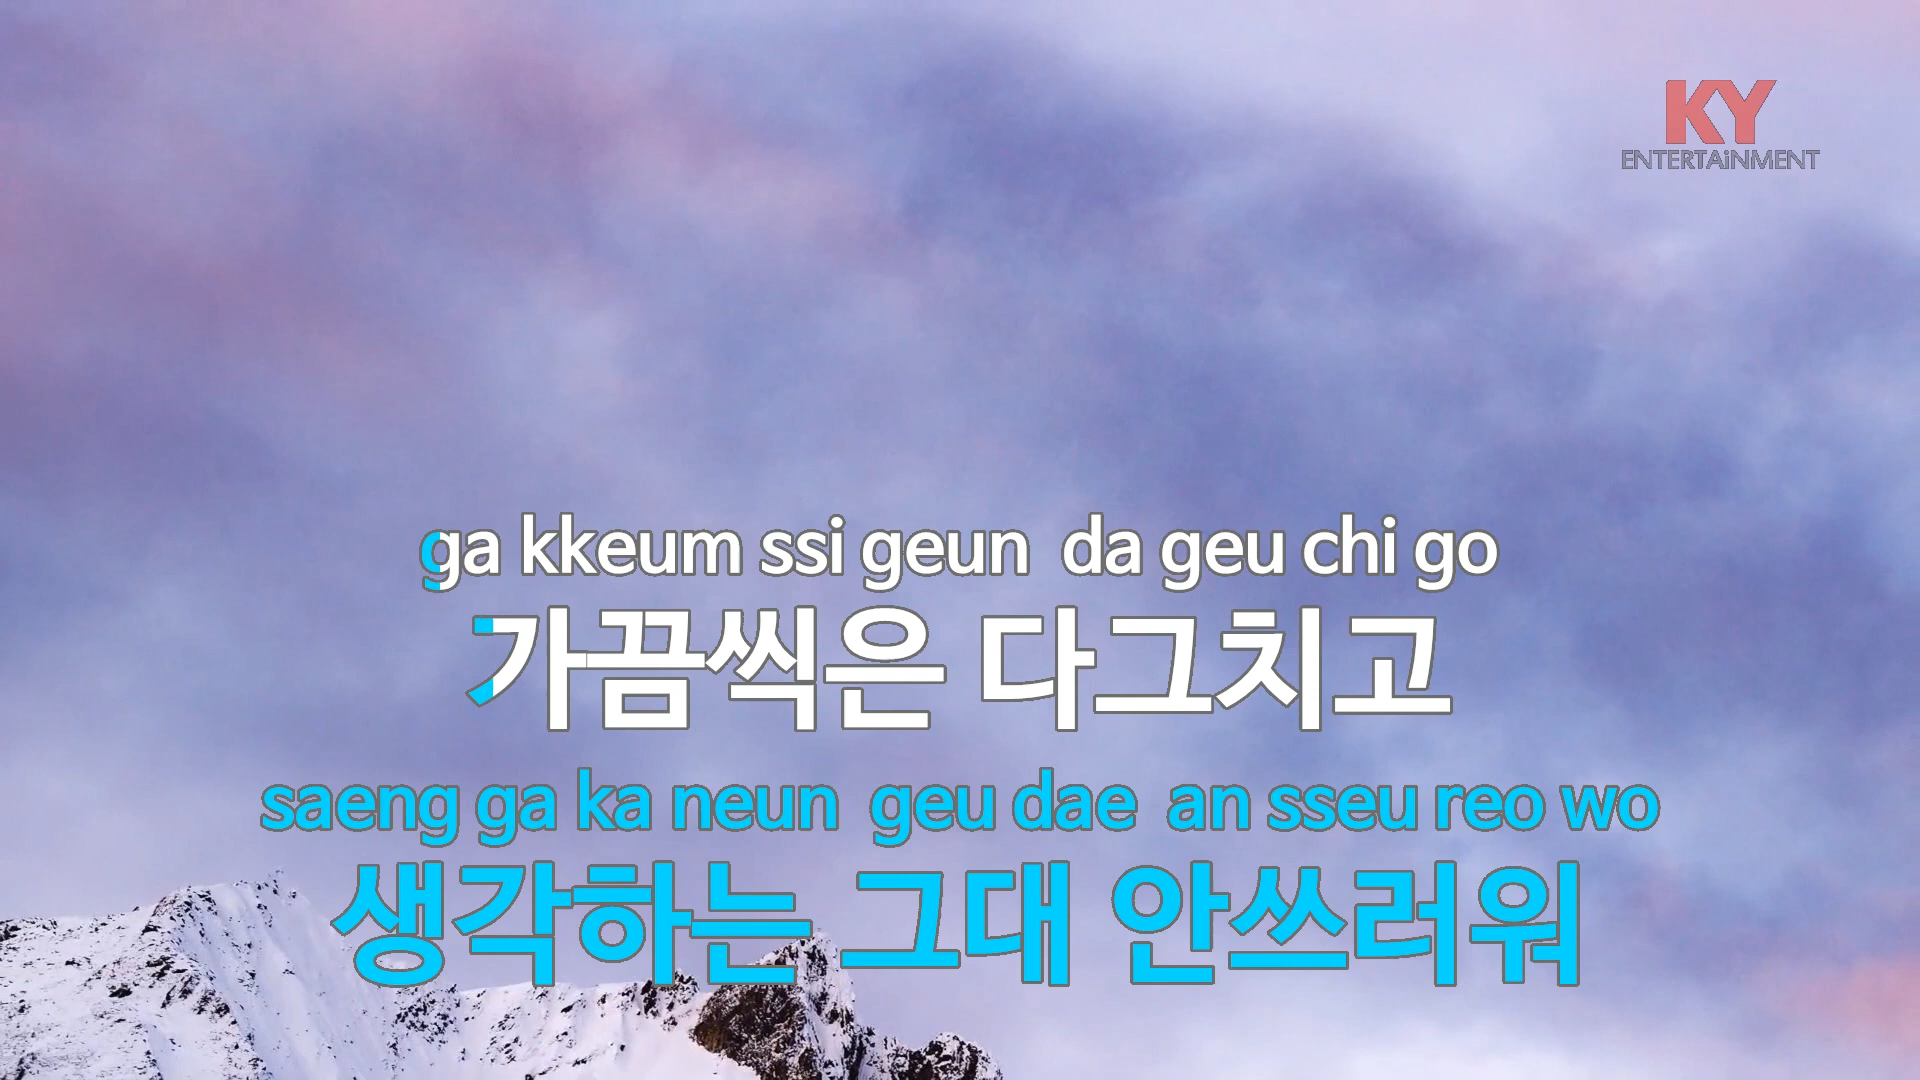 KY
ENTERTAiNMENT
ga kkeum ssi geun da geu chi go
가끔씩은 다그치고
saeng ga ka neun geu dae an sseu reo wo
생각하는 그대 안쓰러워